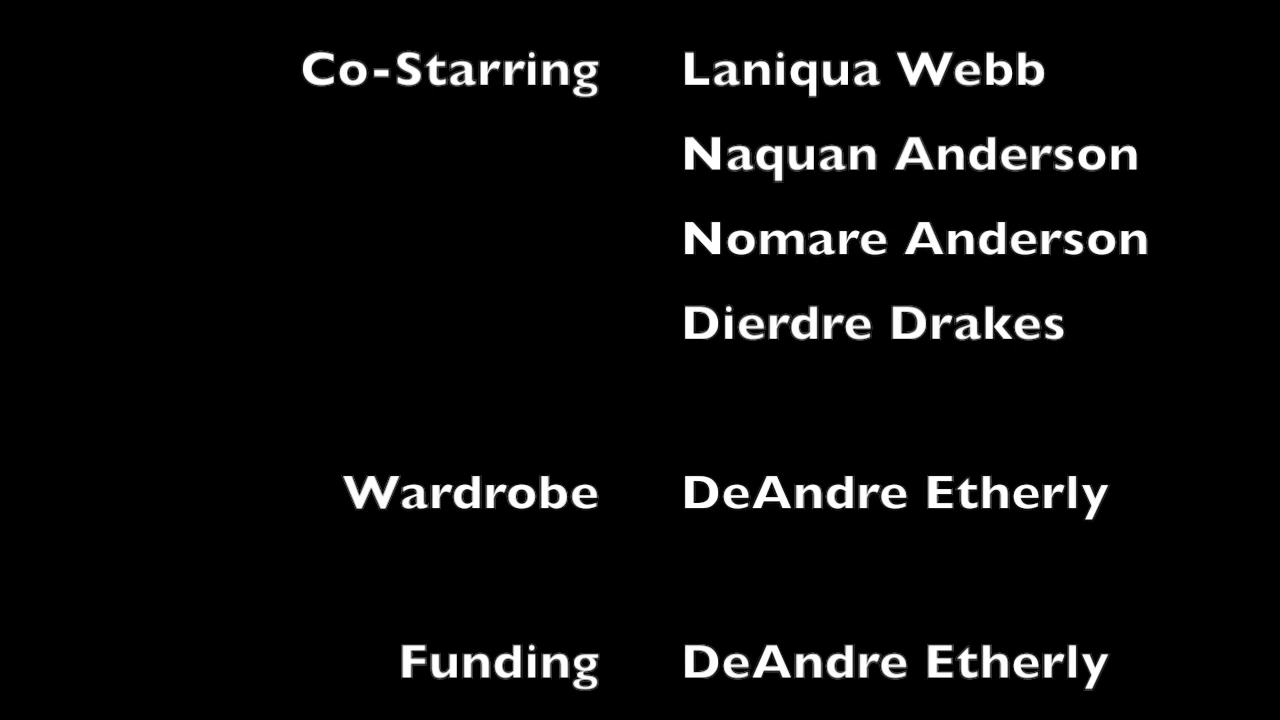 Co-Starring Laniqua Webb
Naquan Anderson
Nomare Anderson
Dierdre Drakes
Wardrobe DeAndre Etherly
Funding DeAndre Etherly